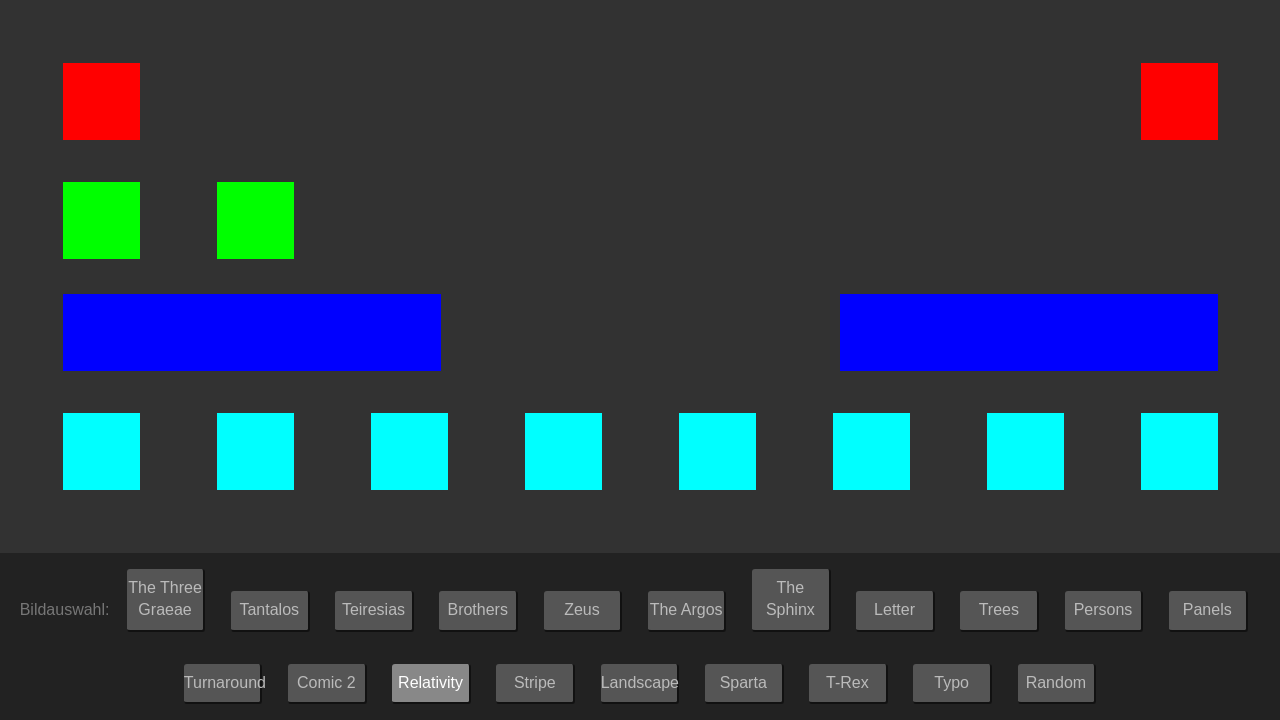 Bildauswahl:
The Three
Graeae
Tantalos
Teiresias
Brothers
Zeus
The Argos
The
Sphinx
Letter
Trees
Persons
Panels
Turnaround
Comic 2
Relativity
Stripe
Landscape
Sparta
T-Rex
Typo
Random